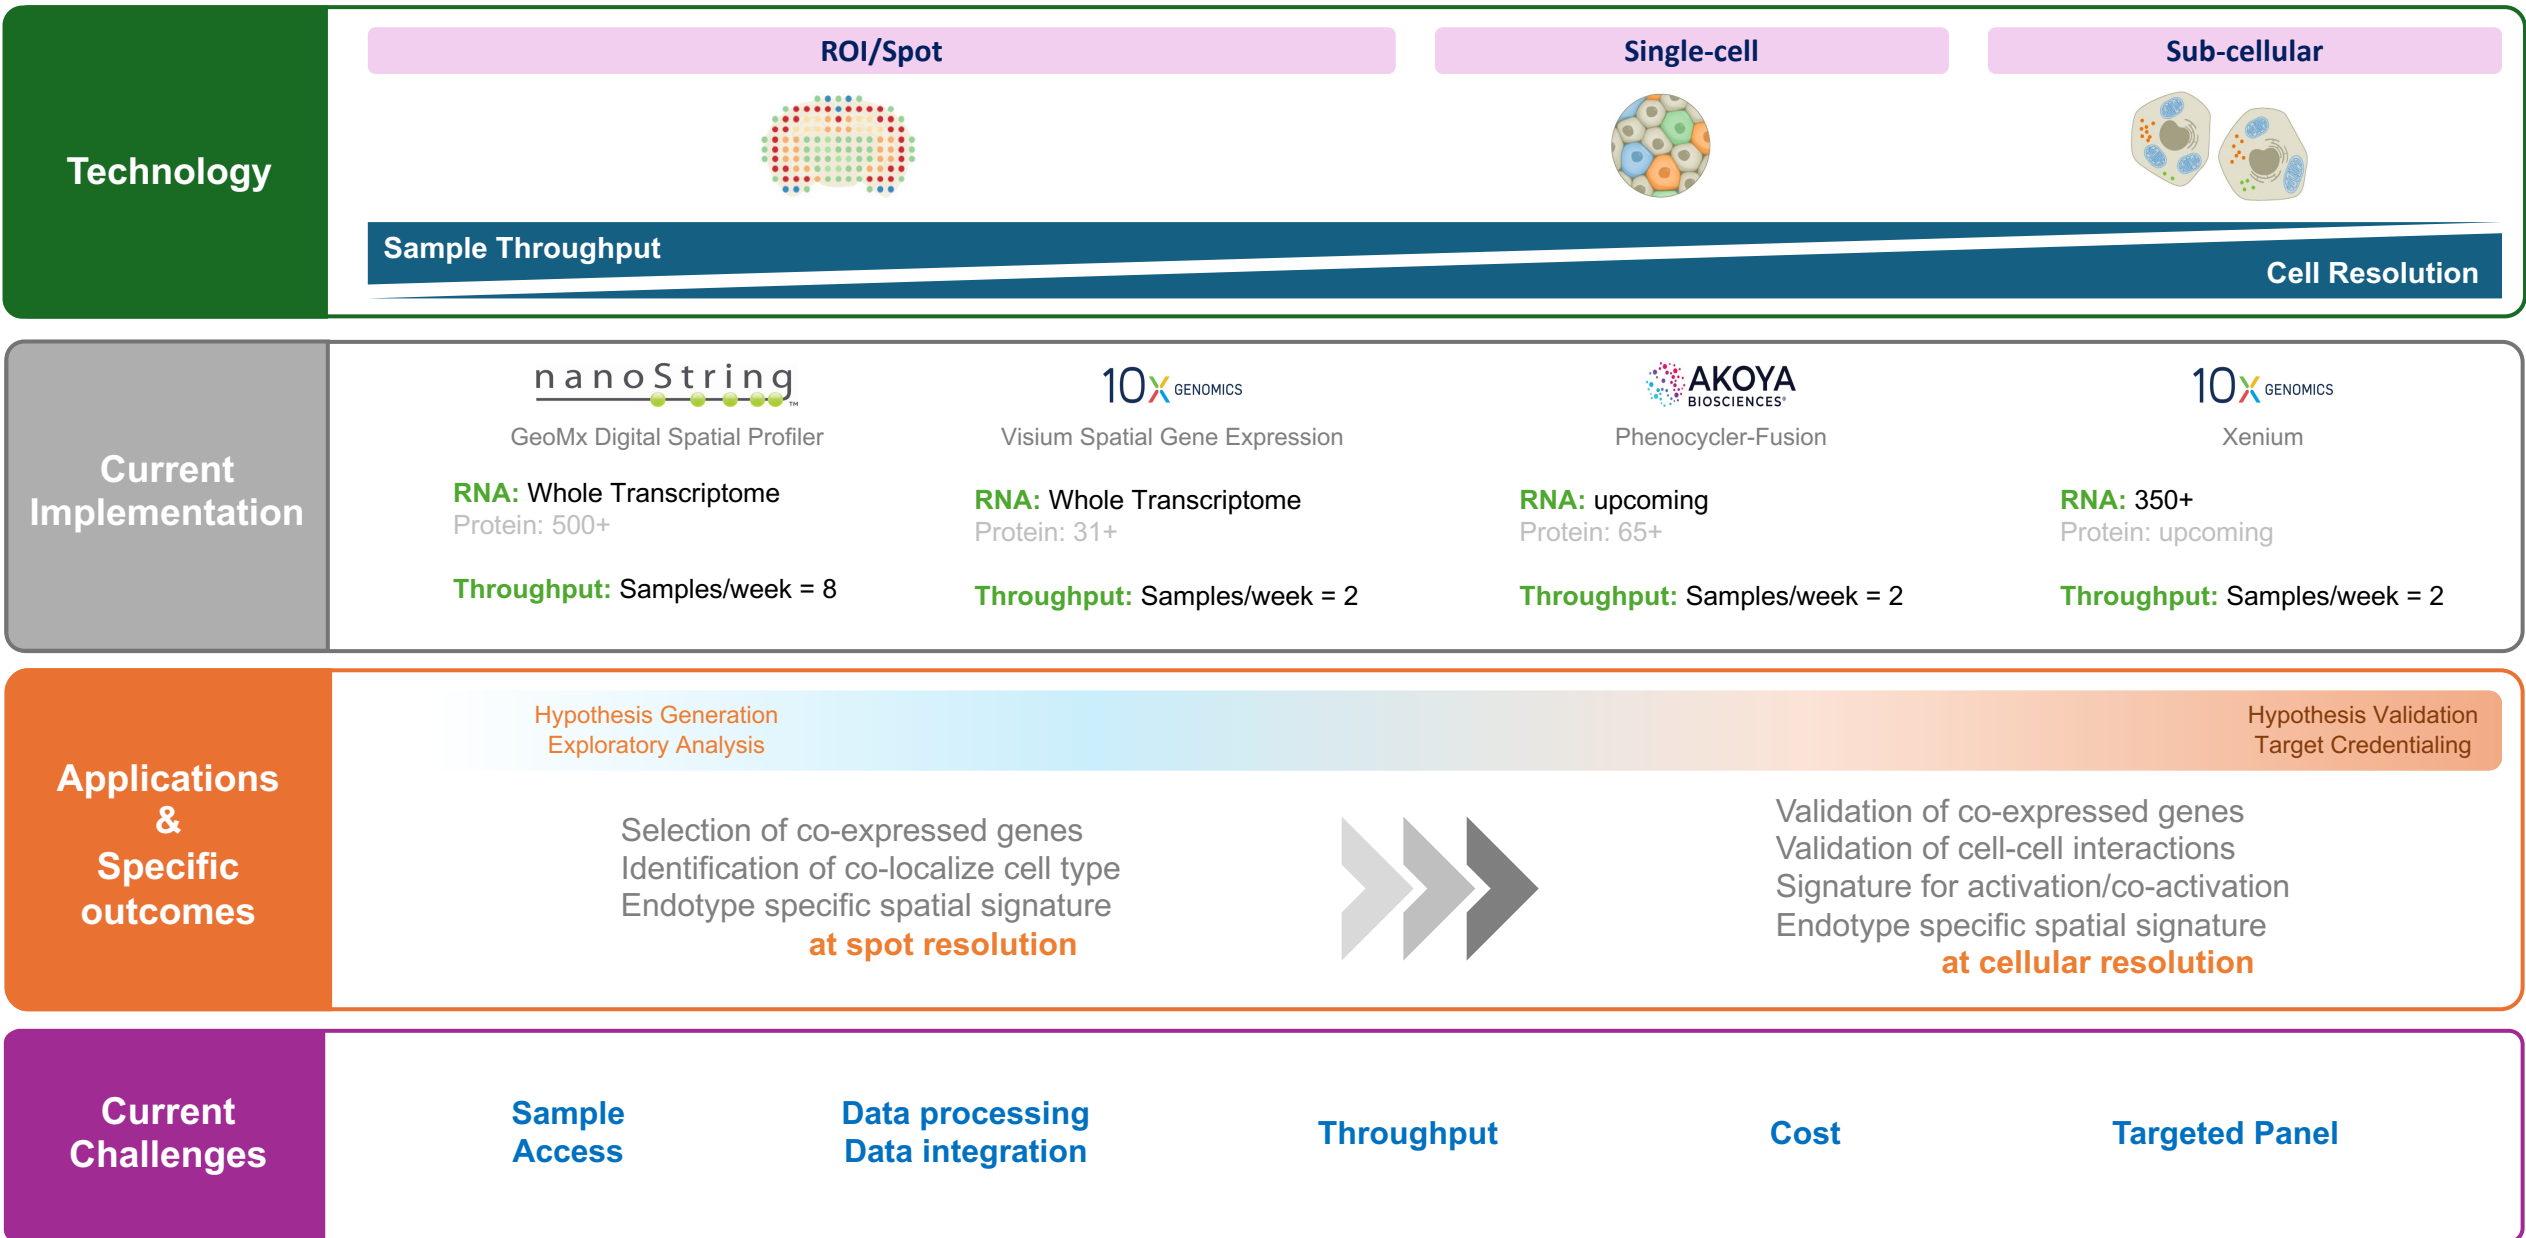 Technology
ROI/Spot
Single-cell
Sub-cellular
Sample Throughput
Cell Resolution
Current
Implementation
nanoString™
GeoMx Digital Spatial Profiler
RNA: Whole Transcriptome
Protein: 500+
Throughput: Samples/week = 8
10X GENOMICS
Visium Spatial Gene Expression
RNA: Whole Transcriptome
Protein: 31+
Throughput: Samples/week = 2
AKOYA
BIOSCIENCES®
Phenocycler-Fusion
RNA: upcoming
Protein: 65+
Throughput: Samples/week = 2
10X GENOMICS
Xenium
RNA: 350+
Protein: upcoming
Throughput: Samples/week = 2
Applications
&
Specific
outcomes
Hypothesis Generation
Exploratory Analysis
Hypothesis Validation
Target Credentialing
Selection of co-expressed genes
Identification of co-localize cell type
Endotype specific spatial signature
at spot resolution
Validation of co-expressed genes
Validation of cell-cell interactions
Signature for activation/co-activation
Endotype specific spatial signature
at cellular resolution
Current
Challenges
Sample
Access
Data processing
Data integration
Throughput
Cost
Targeted Panel